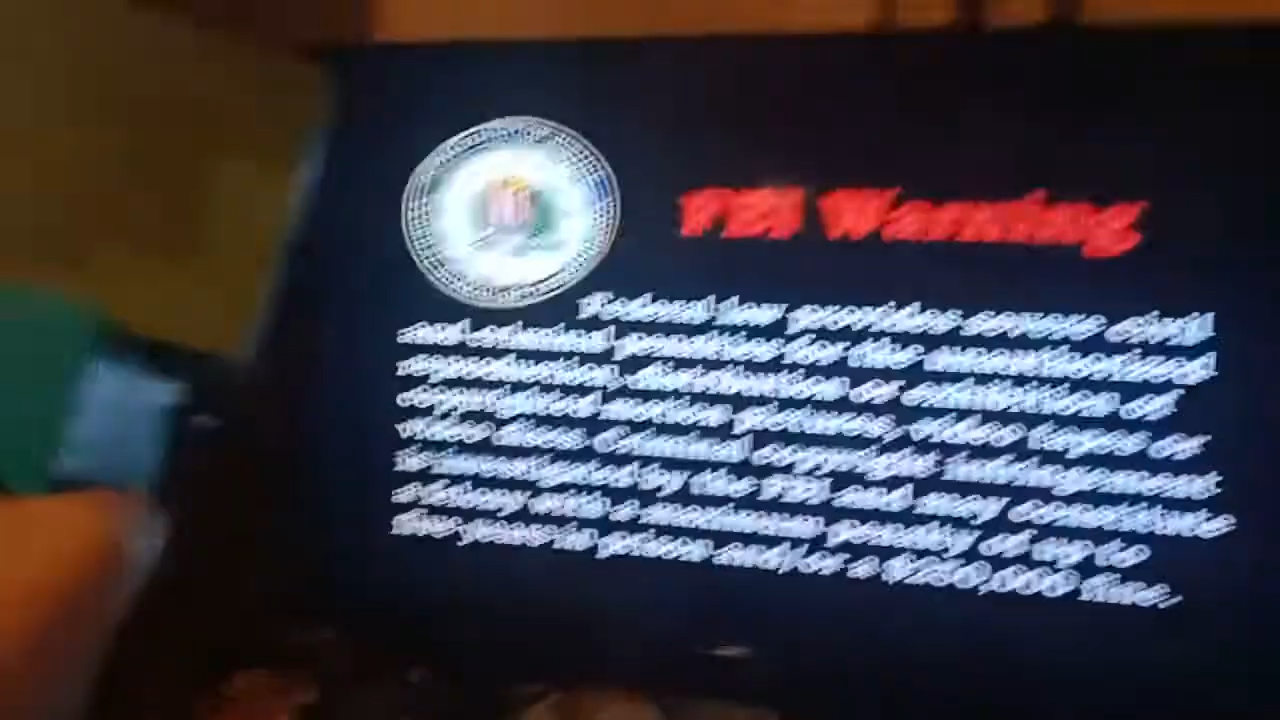 FBI Warning
Federal law provides severe civil
and criminal penalties for the unauthorized
reproduction, distribution or exhibition of
copyrighted motion pictures, video tapes or
video discs. Criminal copyright infringement
is investigated by the FBI and may constitute
a felony with a maximum penalty of up to
five years in prison and/or a $250,000 fine.